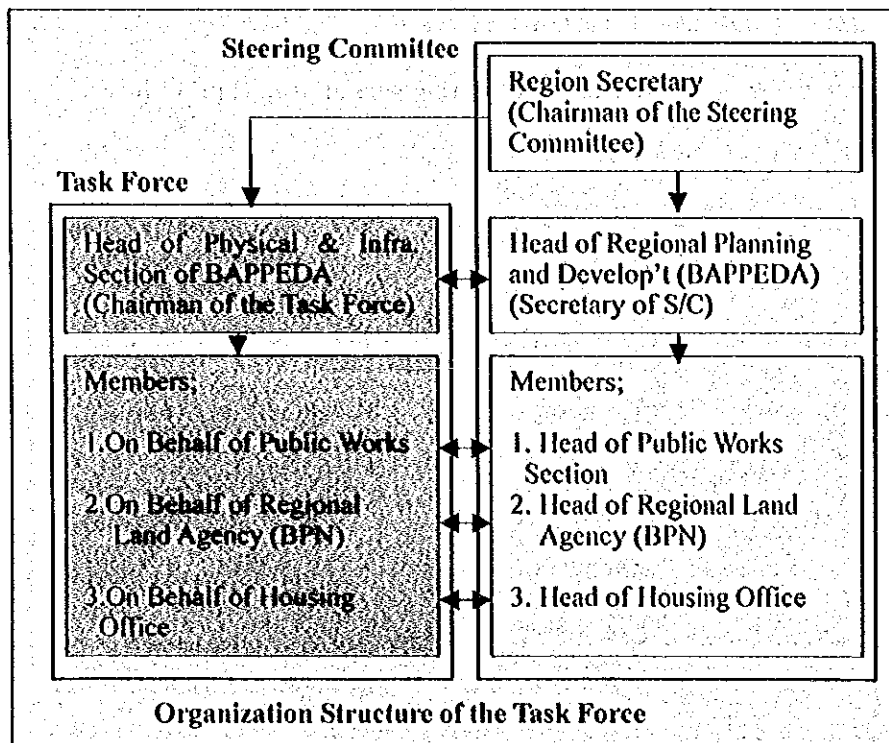 Steering Committee
Region Secretary
(Chairman of the Steering
Committee)
Task Force
Head of Physical & Infra.
Section of BAPPEDA
(Chairman of the Task Force)
Head of Regional Planning
and Develop't (BAPPEDA)
(Secretary of S/C)
Members;
1.On Behalf of Public Works
2.On Behalf of Regional
Land Agency (BPN)
3.On Behalf of Housing
Office
Members;
1. Head of Public Works
Section
2. Head of Regional Land
Agency (BPN)
3. Head of Housing Office
Organization Structure of the Task Force